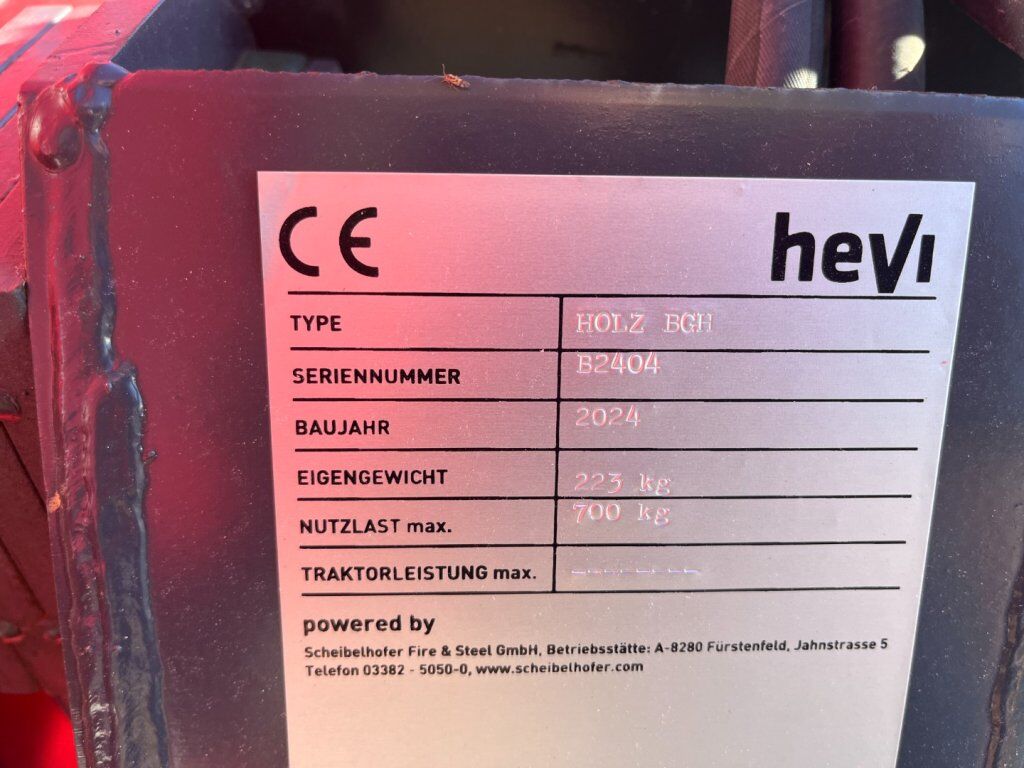 CE hevi
TYPE HOLZ BGH
SERIENNUMMER B2404
BAUJAHR 2024
EIGENGEWICHT 223 kg
NUTZLAST max. 700 kg
TRAKTORLEISTUNG max. --------
powered by
Scheibelhofer Fire & Steel GmbH, Betriebsstätte: A-8280 Fürstenfeld, Jahnstrasse 5
Telefon 03382 - 5050-0, www.scheibelhofer.com